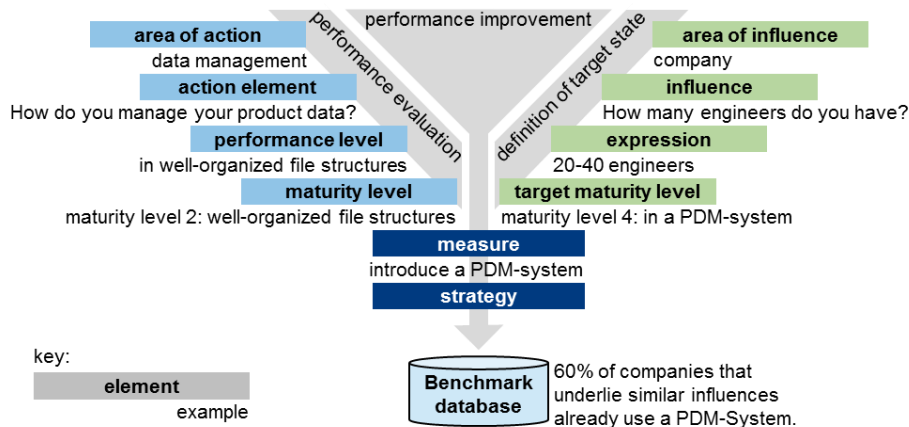 performance improvement
performance evaluation
definition of target state
area of action
data management
action element
How do you manage your product data?
performance level
in well-organized file structures
maturity level
maturity level 2: well-organized file structures
area of influence
company
influence
How many engineers do you have?
expression
20-40 engineers
target maturity level
maturity level 4: in a PDM-system
measure
introduce a PDM-system
strategy
key:
element
example
Benchmark
database
60% of companies that
underlie similar influences
already use a PDM-System.